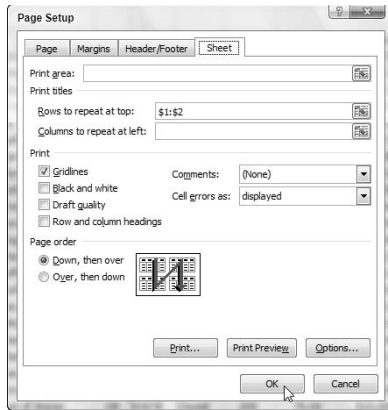 Page Setup
Page Margins Header/Footer Sheet
Print area:
Print titles
Rows to repeat at top: $1:$2
Columns to repeat at left:
Print
Gridlines Comments: (None)
Black and white Cell errors as: displayed
Draft quality
Row and column headings
Page order
Down, then over
Over, then down
Print... Print Preview Options...
OK Cancel